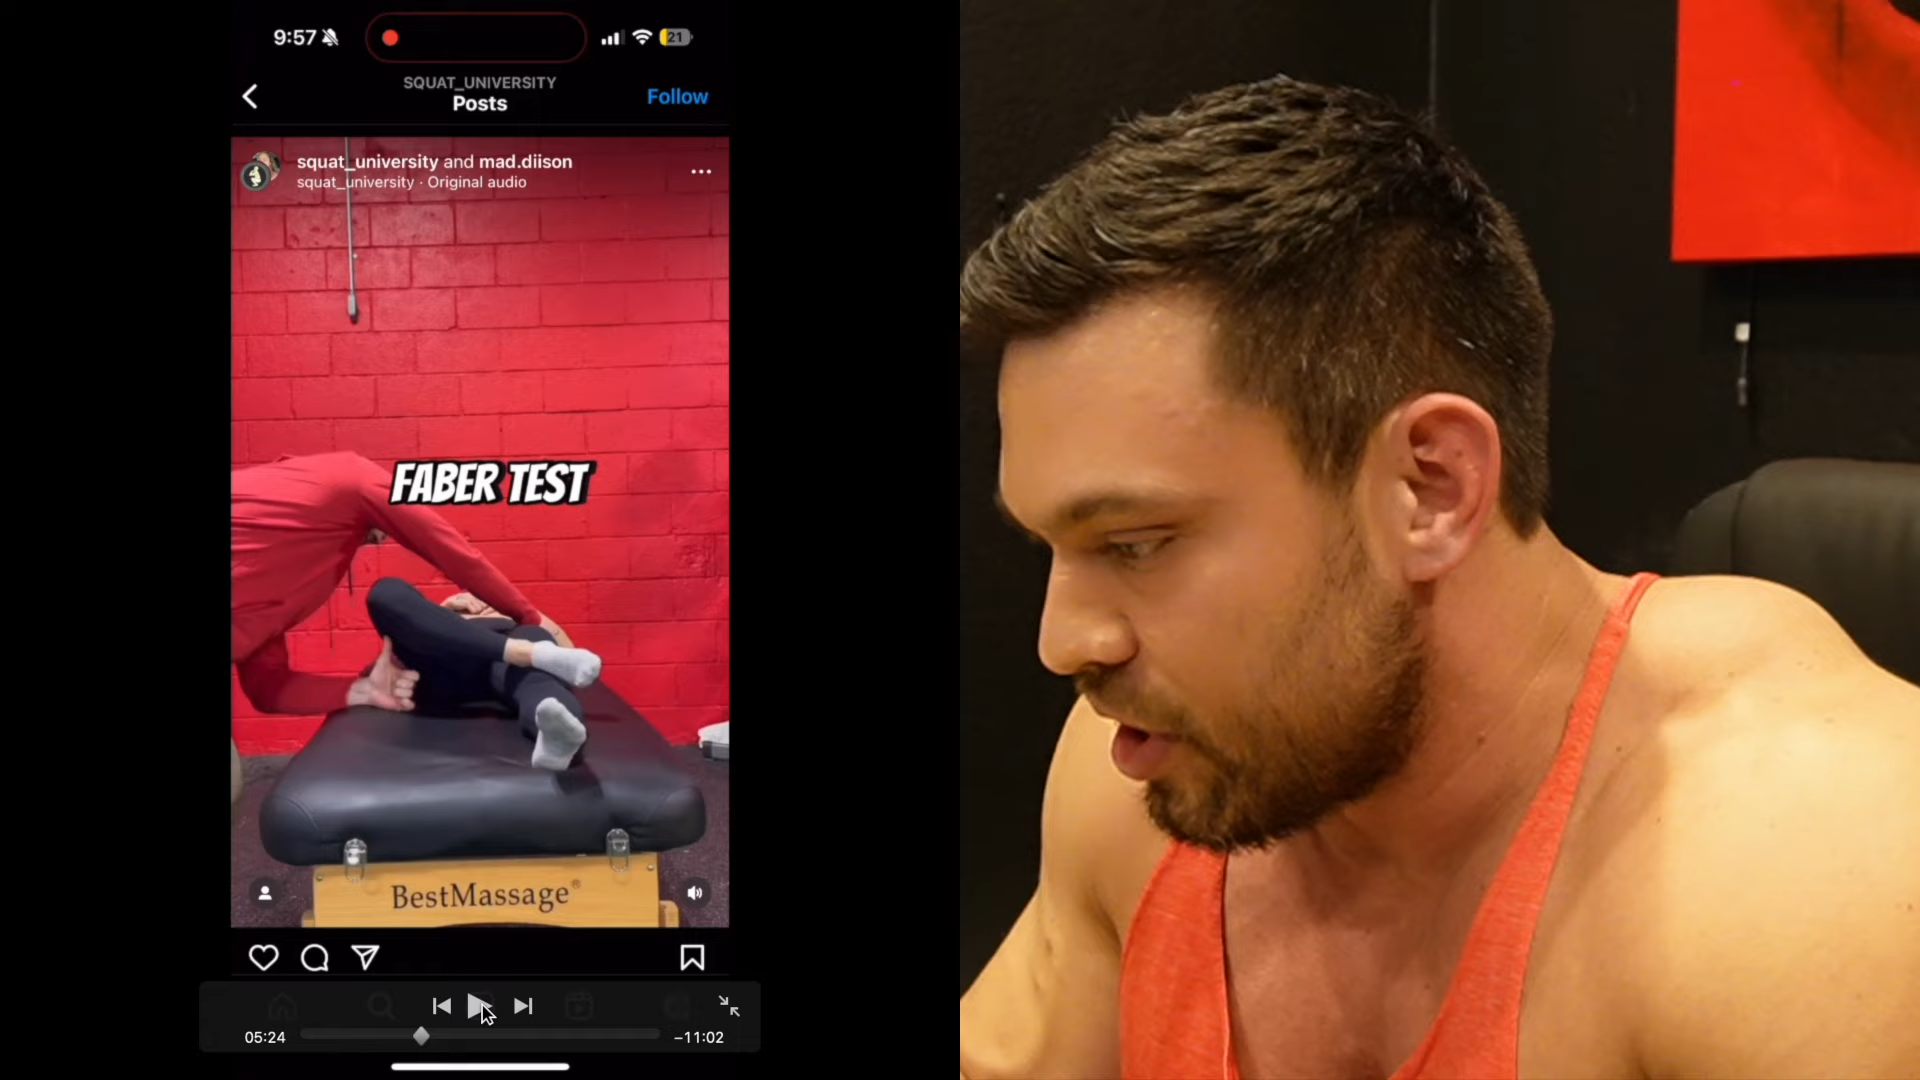 9:57
21
SQUAT_UNIVERSITY
Posts
Follow
squat_university and mad.diison
squat_university · Original audio
FABER TEST
BestMassage®
05:24
−11:02